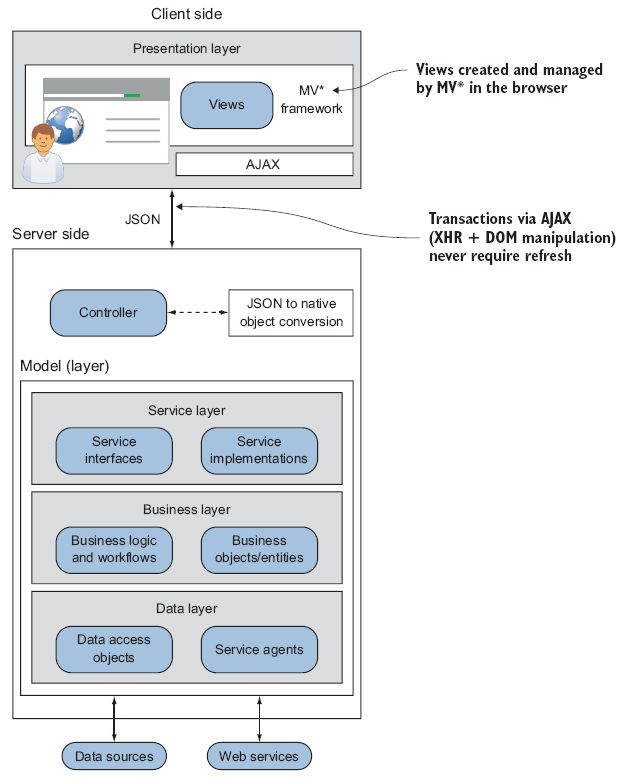 Client side
Presentation layer
Views
MV*
framework
Views created and managed
by MV* in the browser
AJAX
JSON
Transactions via AJAX
(XHR + DOM manipulation)
never require refresh
Server side
Controller
JSON to native
object conversion
Model (layer)
Service layer
Service
interfaces
Service
implementations
Business layer
Business logic
and workflows
Business
objects/entities
Data layer
Data access
objects
Service agents
Data sources
Web services